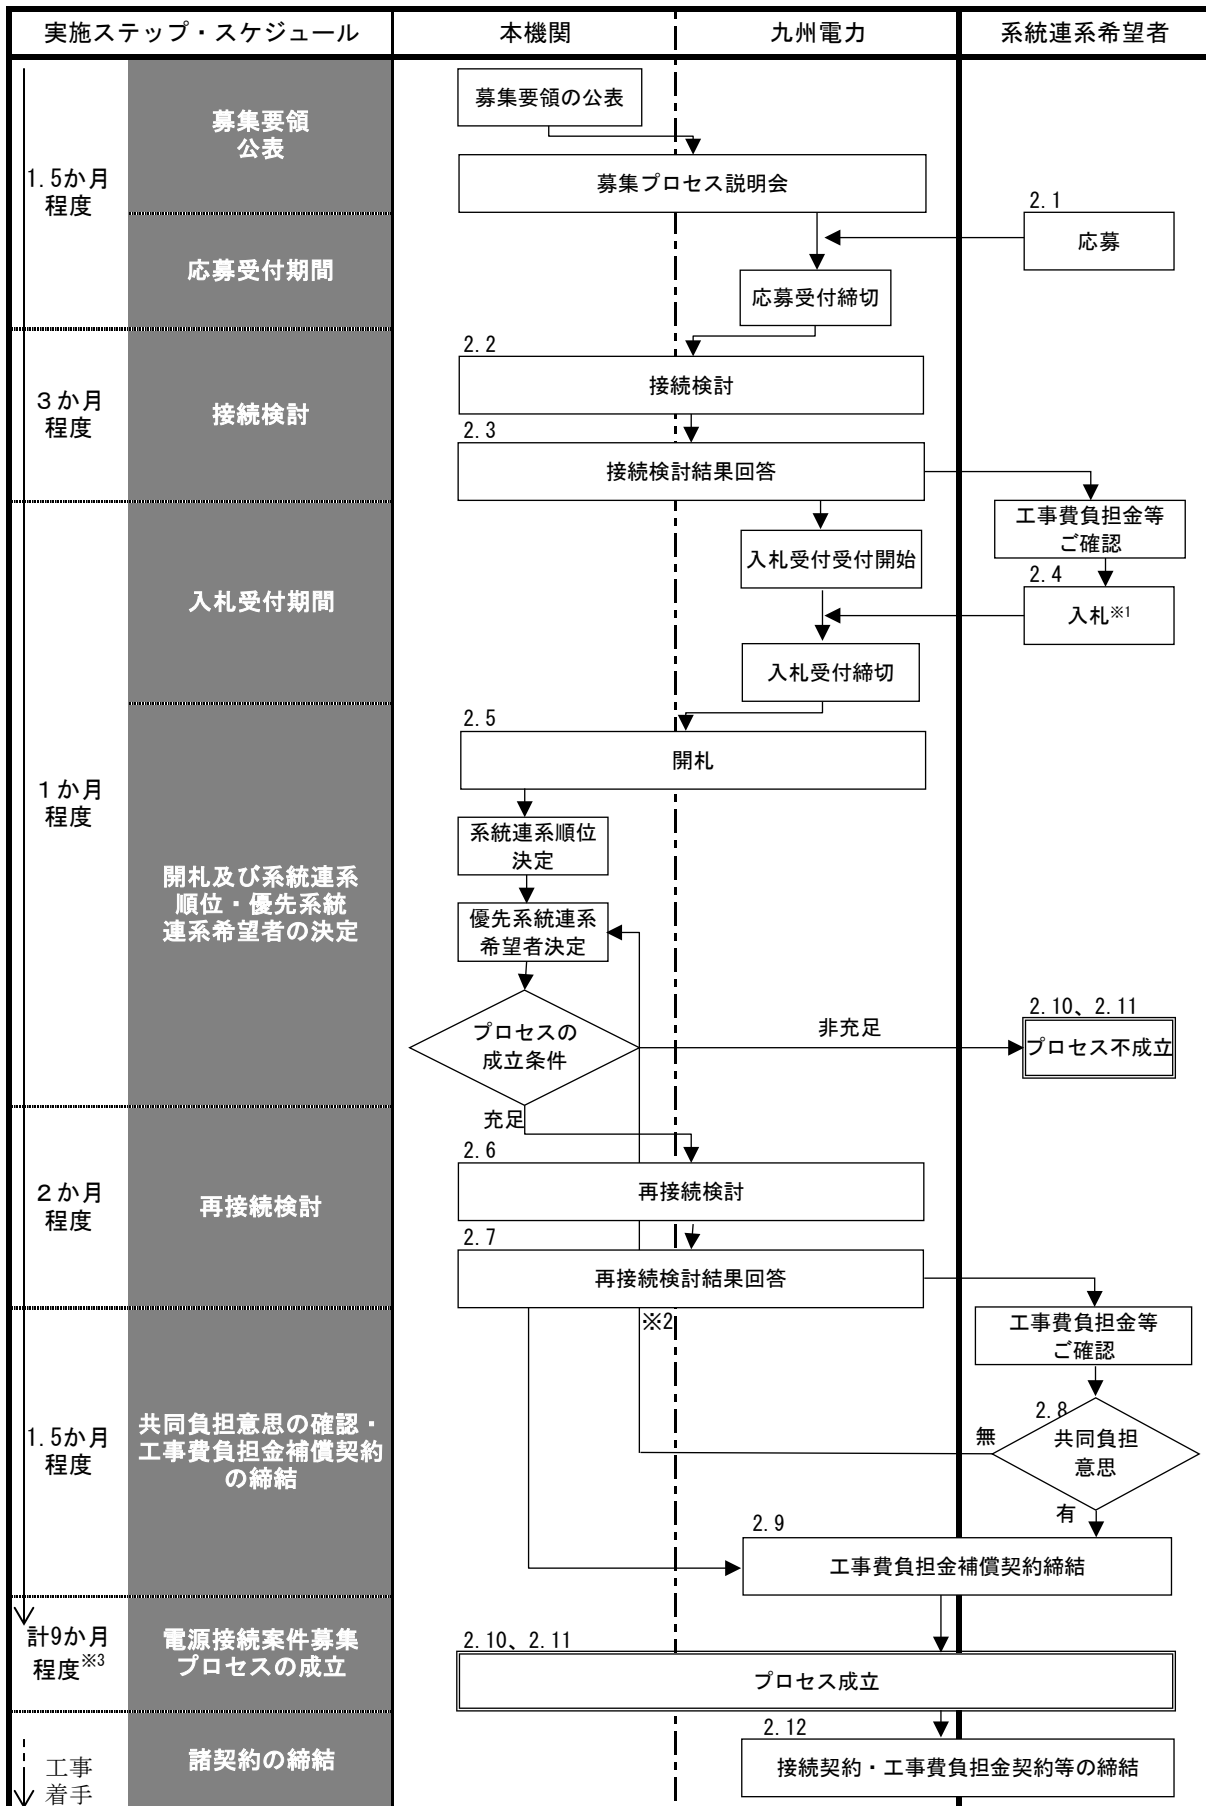 実施ステップ・スケジュール
本機関
九州電力
系統連系希望者
1.5か月
程度
募集要領
公表
募集要領の公表
募集プロセス説明会
2.1
応募
応募受付期間
応募受付締切
3か月
程度
接続検討
2.2
接続検討
2.3
接続検討結果回答
工事費負担金等
ご確認
1か月
程度
入札受付期間
入札受付受付開始
2.4
入札※1
入札受付締切
開札及び系統連系
順位・優先系統
連系希望者の決定
2.5
開札
系統連系順位
決定
優先系統連系
希望者決定
プロセスの
成立条件
非充足
2.10、2.11
プロセス不成立
充足
2か月
程度
再接続検討
2.6
再接続検討
2.7
再接続検討結果回答
※2
工事費負担金等
ご確認
1.5か月
程度
共同負担意思の確認・
工事費負担金補償契約
の締結
2.8
共同負担
意思
無
有
2.9
工事費負担金補償契約締結
計9か月
程度※3
電源接続案件募集
プロセスの成立
2.10、2.11
プロセス成立
工事
着手
諸契約の締結
2.12
接続契約・工事費負担金契約等の締結